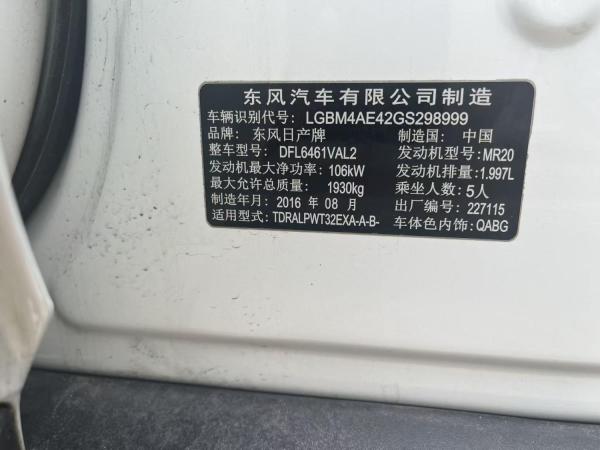 东风汽车有限公司制造
车辆识别代号: LGBM4AE42GS298999
品牌: 东风日产牌 制造国: 中国
整车型号: DFL6461VAL2 发动机型号: MR20
发动机最大净功率: 106kW 发动机排量: 1.997L
最大允许总质量: 1930kg 乘坐人数: 5人
制造年月: 2016 年 08 月 出厂编号: 227115
适用型式: TDRALPWT32EXA-A-B- 车体色内饰: QABG